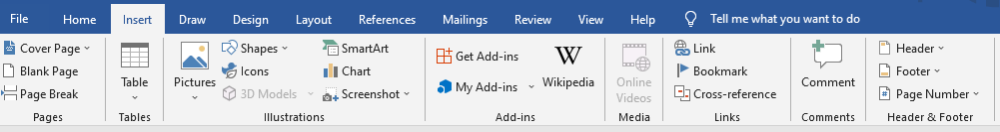 File Home Insert Draw Design Layout References Mailings Review View Help Tell me what you want to do
Cover Page
Blank Page
Page Break
Pages
Table
Tables
Pictures
Shapes
Icons
3D Models
SmartArt
Chart
Screenshot
Illustrations
Get Add-ins
My Add-ins
W
Wikipedia
Add-ins
Online
Videos
Media
Link
Bookmark
Cross-reference
Links
Comment
Comments
Header
Footer
Page Number
Header & Footer